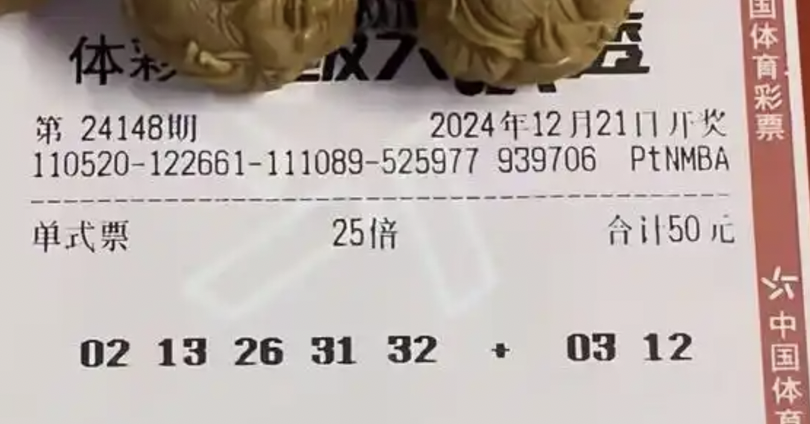 体彩
第 24148期 2024年12月21日开奖
110520-122661-111089-525977 939706 PtNMBA
单式票 25倍 合计50元
02 13 26 31 32 + 03 12
国体育彩票
中国体育